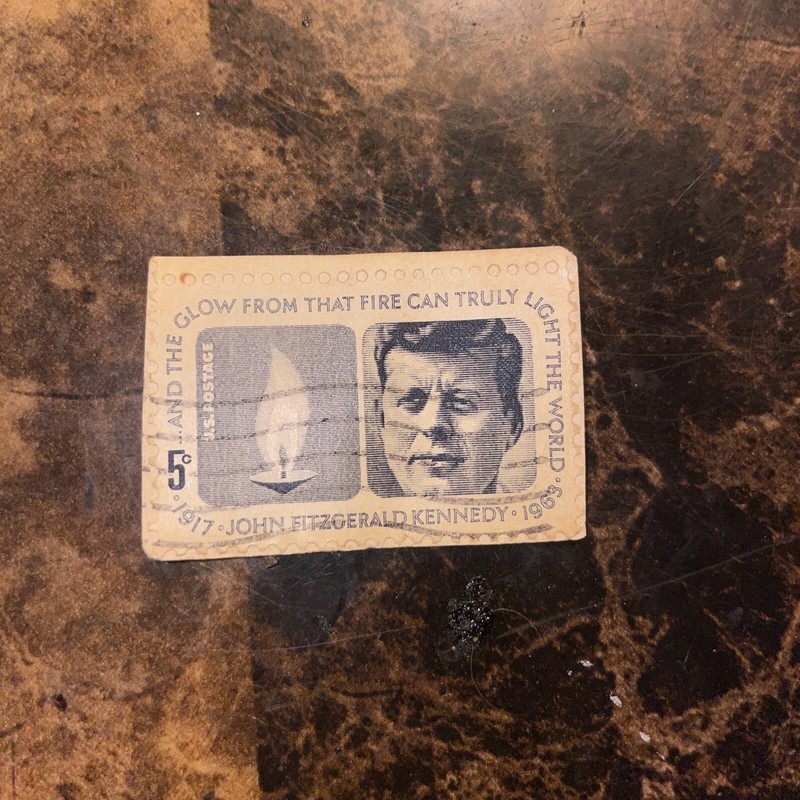 ...AND THE GLOW FROM THAT FIRE CAN TRULY LIGHT THE WORLD
U.S. POSTAGE
5c
1917 · JOHN FITZGERALD KENNEDY · 1963